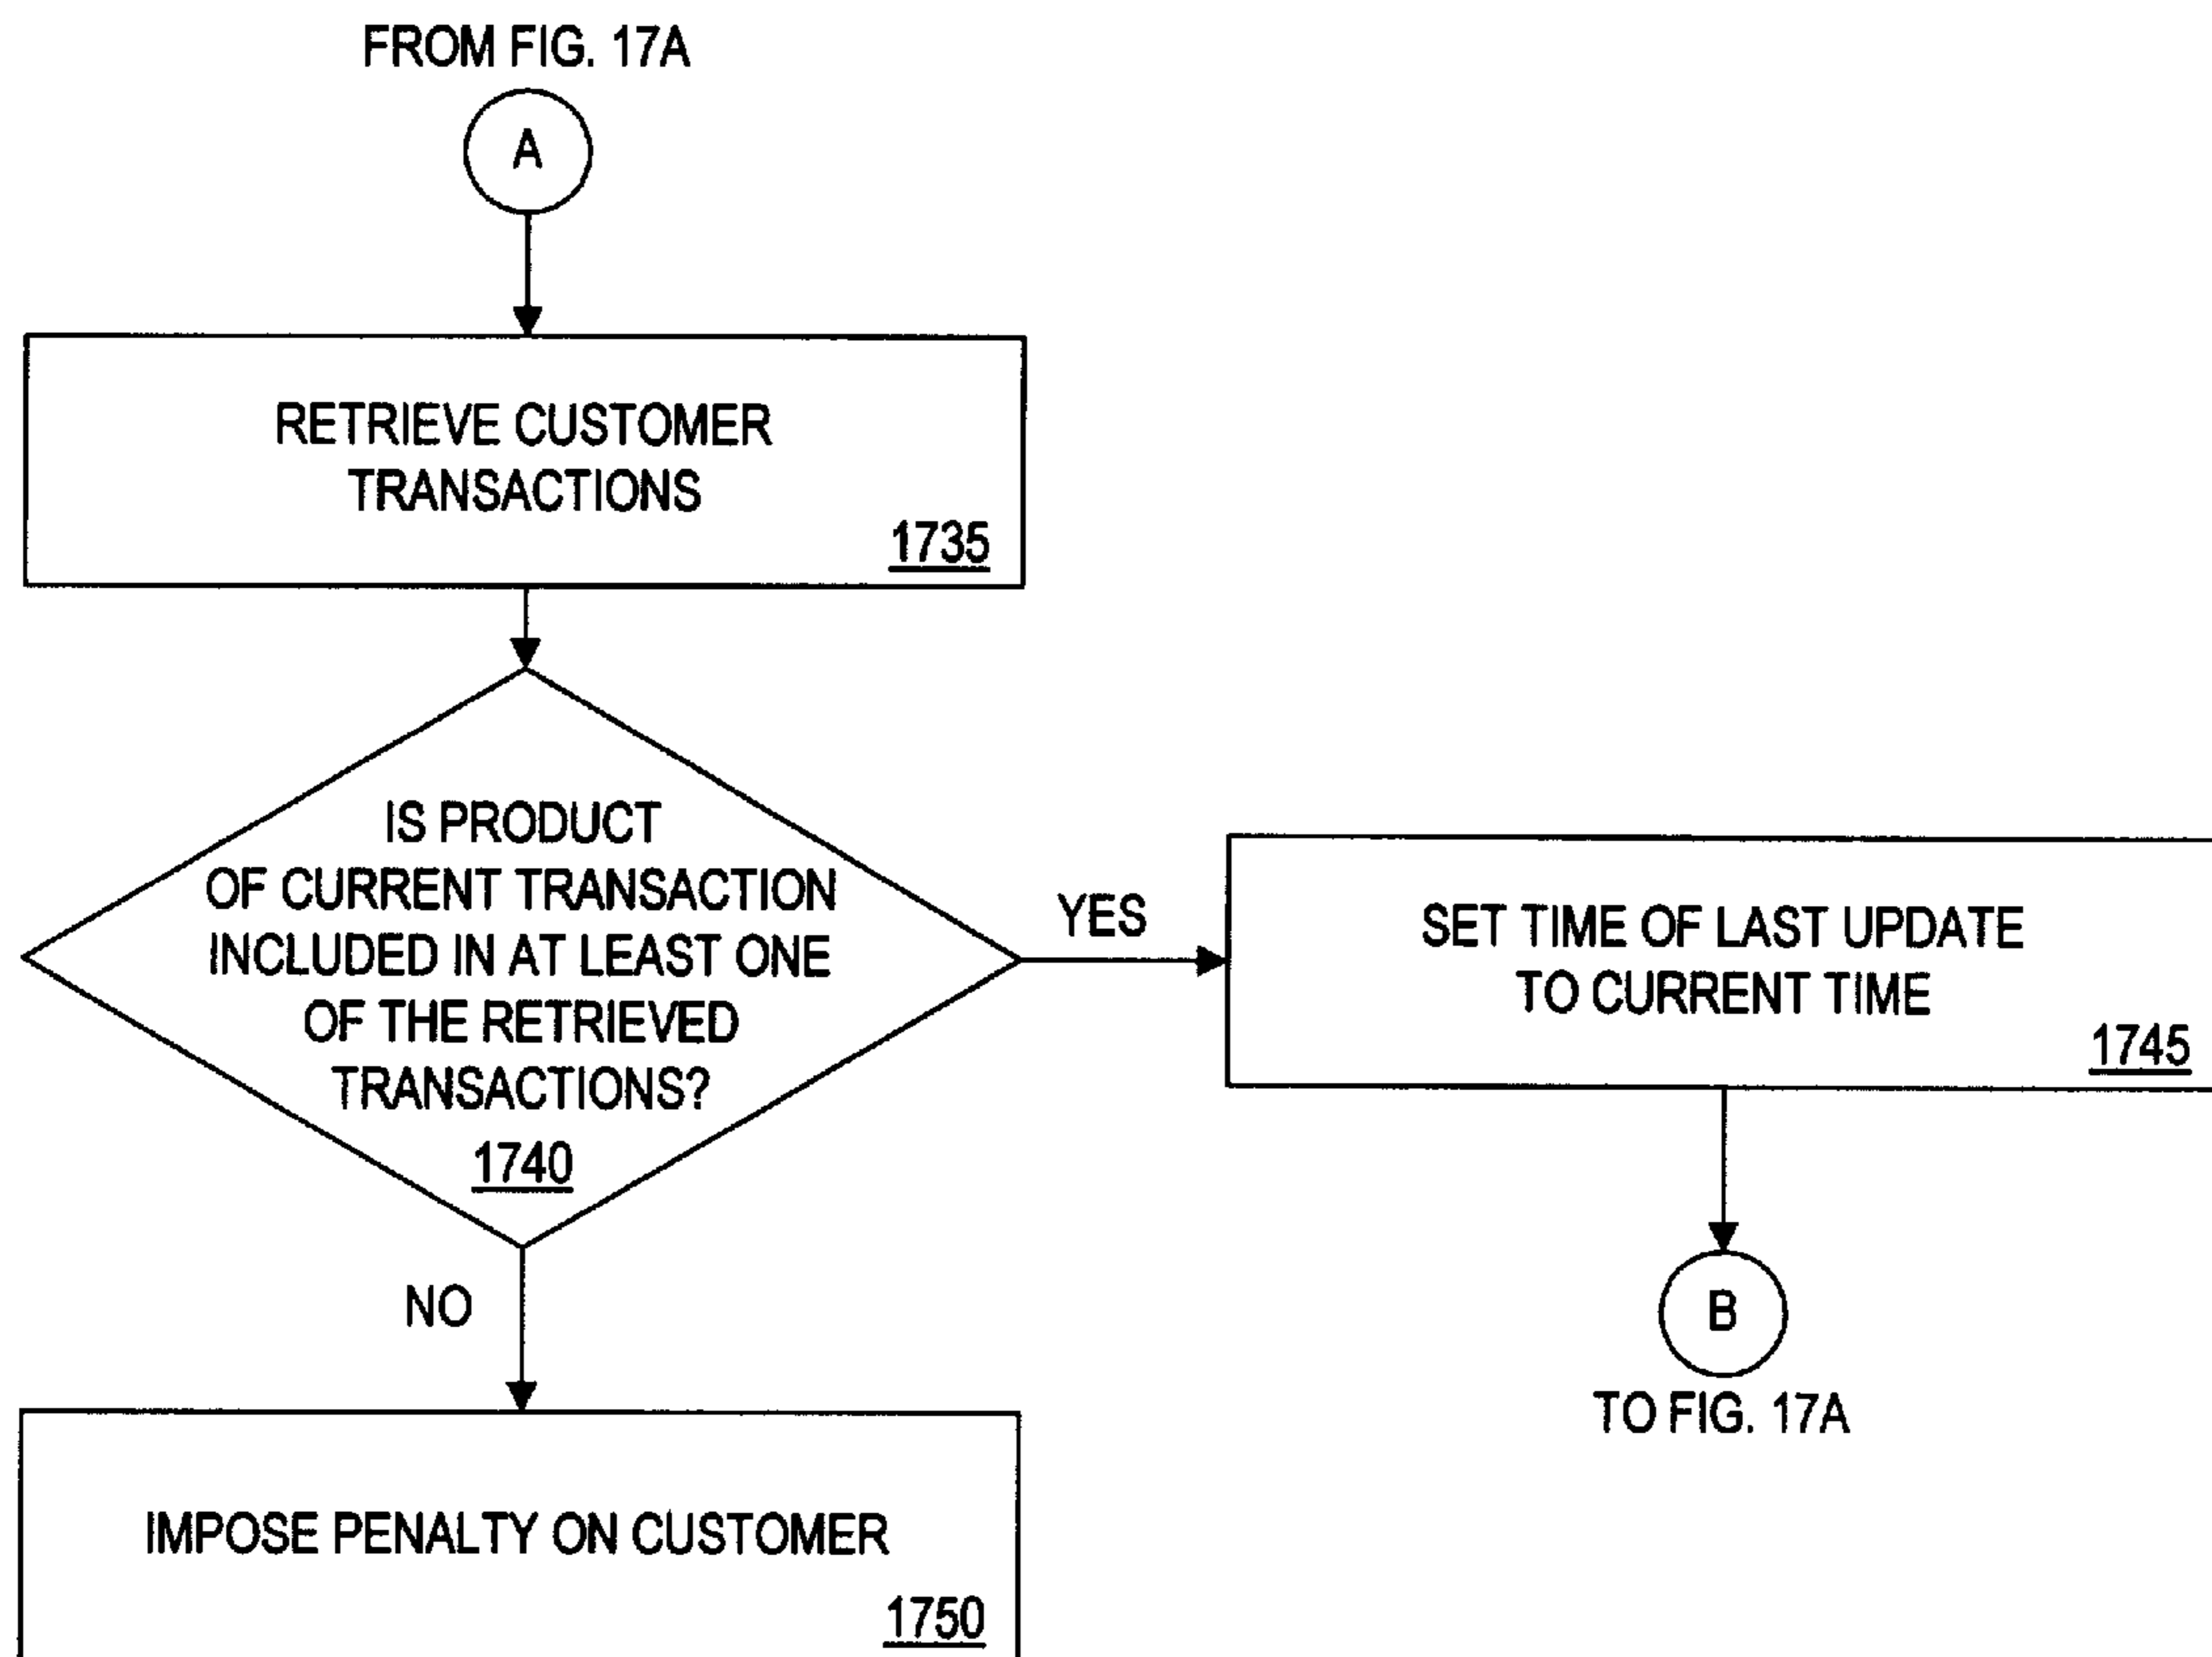 FROM FIG. 17A
A
RETRIEVE CUSTOMER
TRANSACTIONS
1735
IS PRODUCT
OF CURRENT TRANSACTION
INCLUDED IN AT LEAST ONE
OF THE RETRIEVED
TRANSACTIONS?
1740
YES
SET TIME OF LAST UPDATE
TO CURRENT TIME
1745
B
TO FIG. 17A
NO
IMPOSE PENALTY ON CUSTOMER
1750